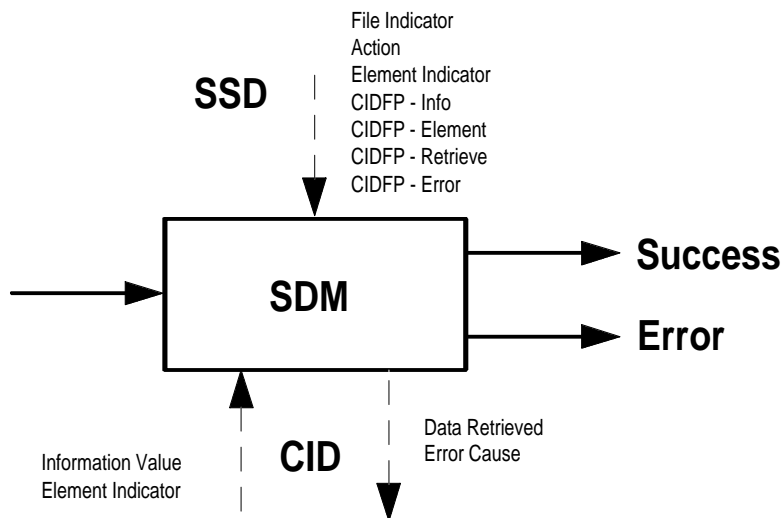 File Indicator
Action
Element Indicator
CIDFP - Info
CIDFP - Element
CIDFP - Retrieve
CIDFP - Error
SSD
SDM
Success
Error
CID
Information Value
Element Indicator
Data Retrieved
Error Cause